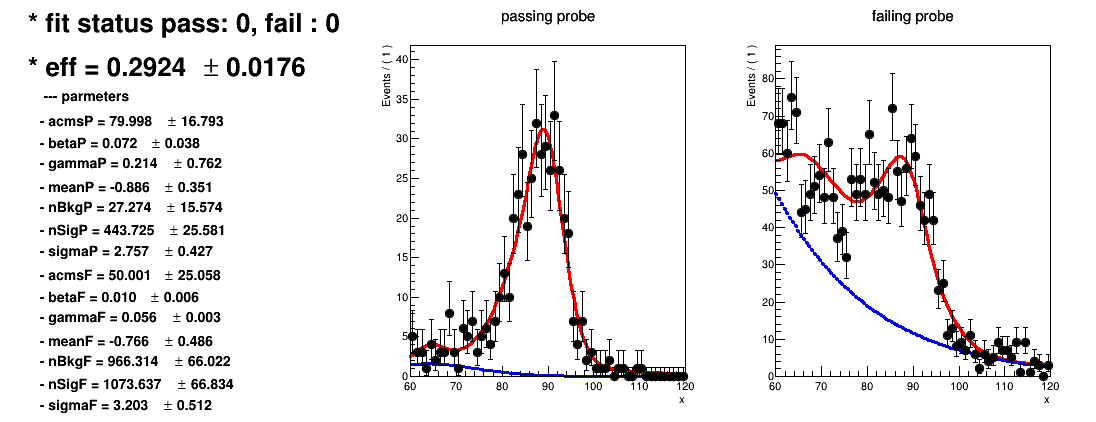 * fit status pass: 0, fail : 0
* eff = 0.2924 ± 0.0176
--- parmeters
- acmsP = 79.998 ± 16.793
- betaP = 0.072 ± 0.038
- gammaP = 0.214 ± 0.762
- meanP = -0.886 ± 0.351
- nBkgP = 27.274 ± 15.574
- nSigP = 443.725 ± 25.581
- sigmaP = 2.757 ± 0.427
- acmsF = 50.001 ± 25.058
- betaF = 0.010 ± 0.006
- gammaF = 0.056 ± 0.003
- meanF = -0.766 ± 0.486
- nBkgF = 966.314 ± 66.022
- nSigF = 1073.637 ± 66.834
- sigmaF = 3.203 ± 0.512
passing probe
Events / ( 1 )
40
35
30
25
20
15
10
5
0
60 70 80 90 100 110 120
x
failing probe
Events / ( 1 )
80
70
60
50
40
30
20
10
0
60 70 80 90 100 110 120
x